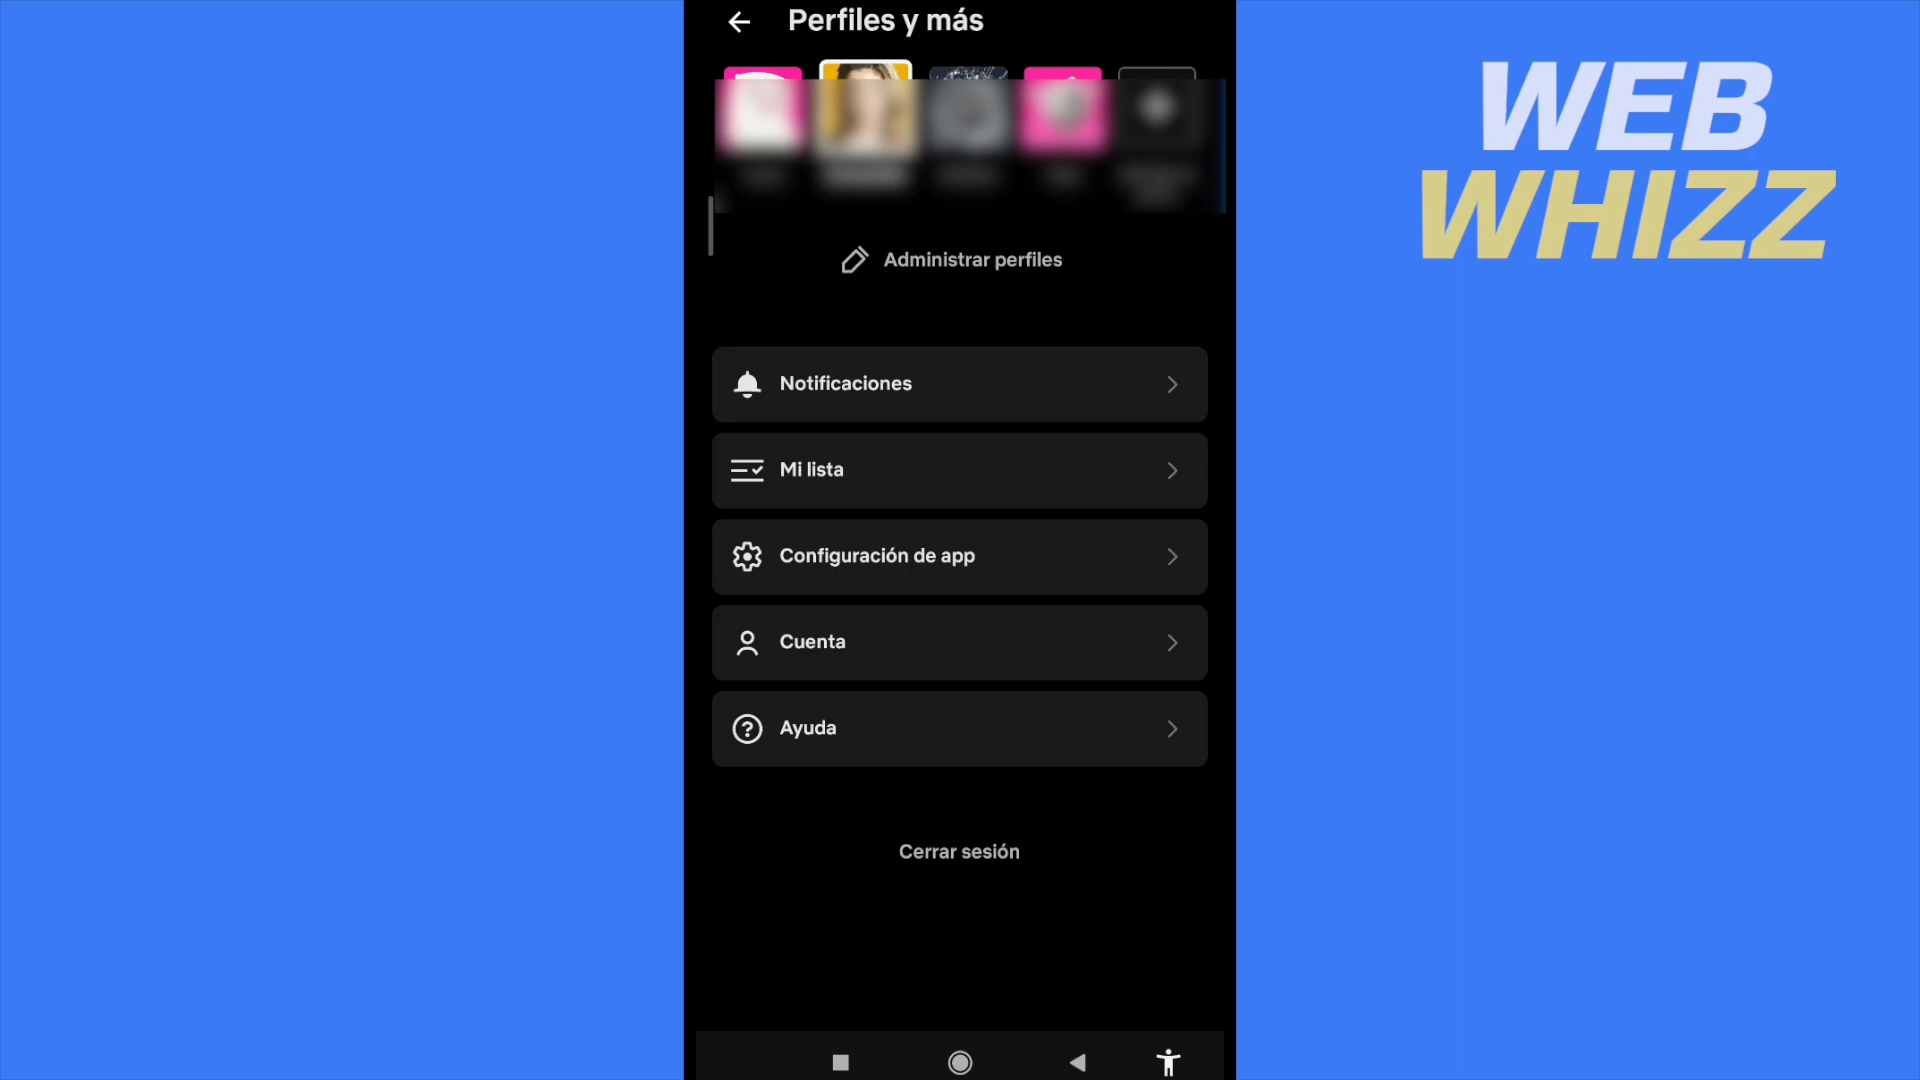 Perfiles y más
WEB
WHIZZ
Administrar perfiles
Notificaciones
Mi lista
Configuración de app
Cuenta
Ayuda
Cerrar sesión